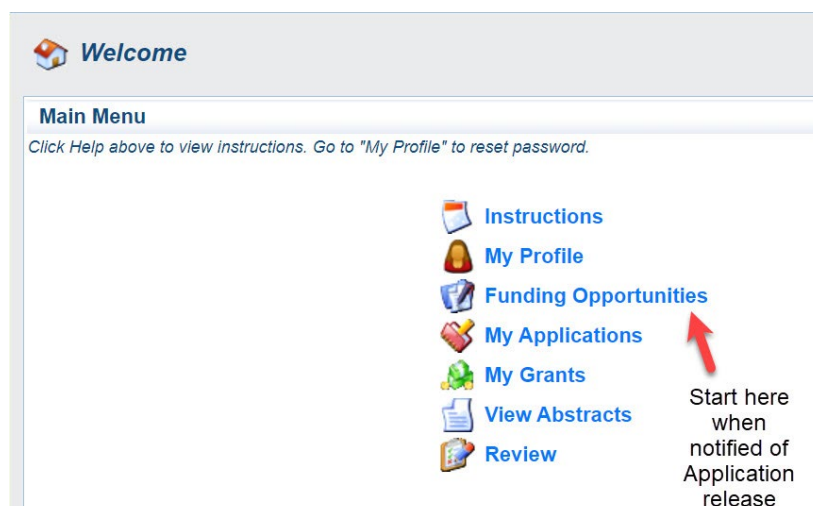 Welcome
Main Menu
Click Help above to view instructions. Go to "My Profile" to reset password.
Instructions
My Profile
Funding Opportunities
My Applications
My Grants
View Abstracts
Review
Start here
when
notified of
Application
release